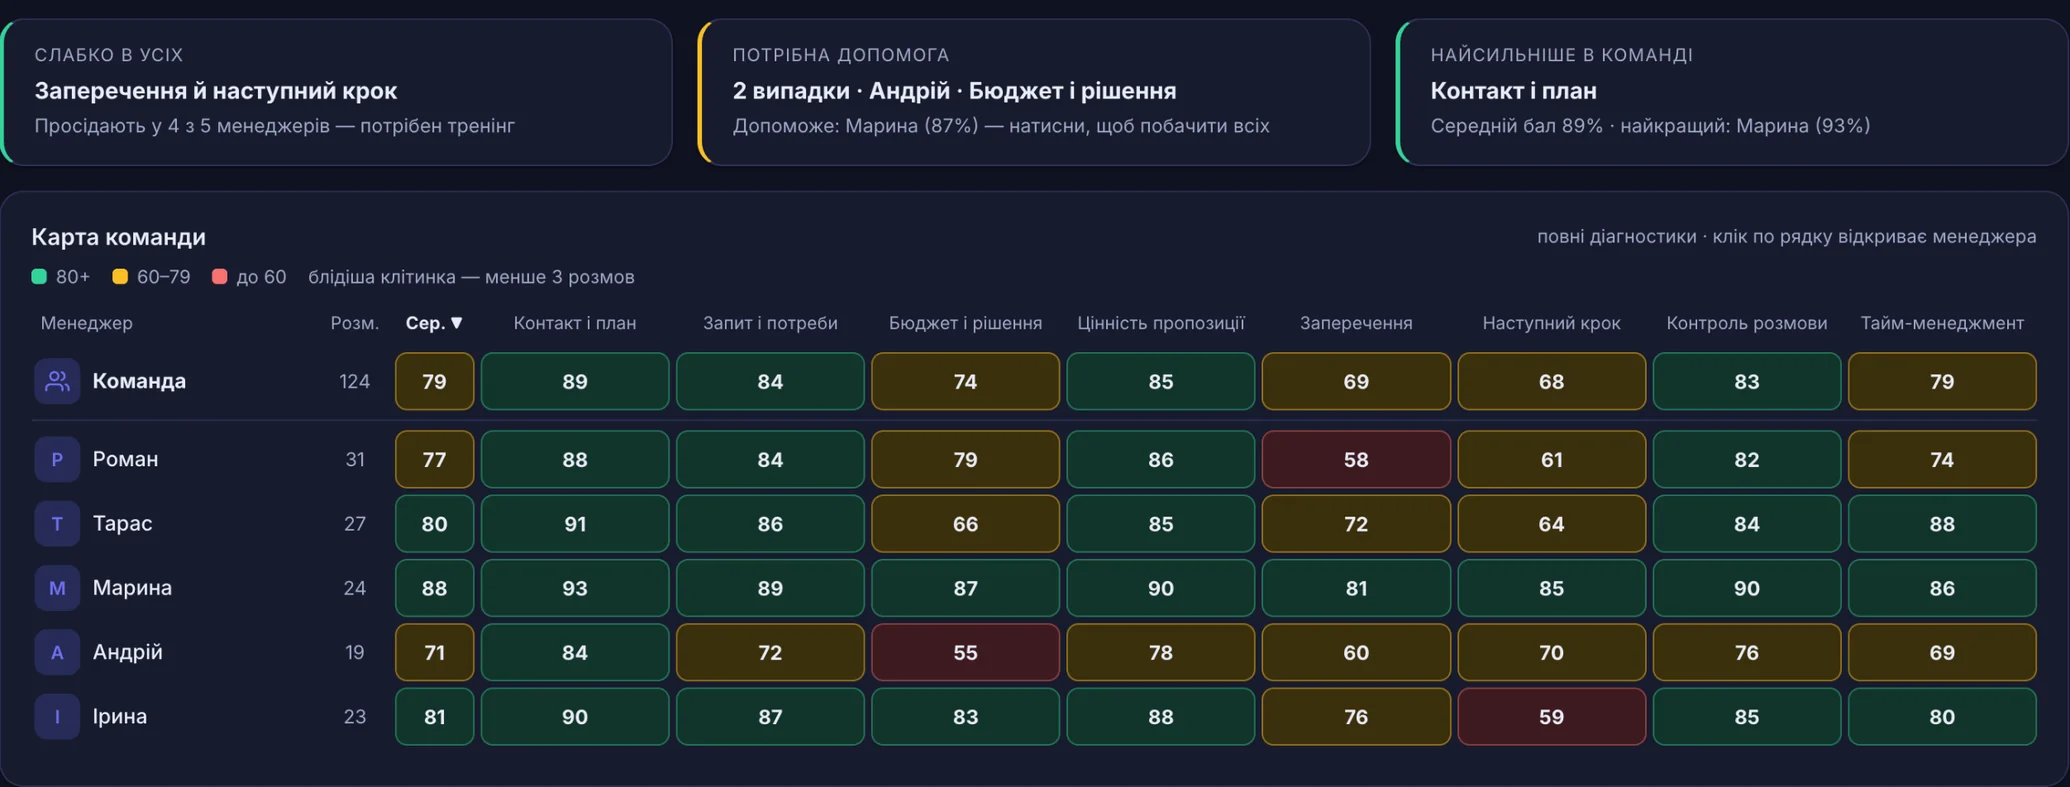 СЛАБКО В УСІХ
Заперечення й наступний крок
Просідають у 4 з 5 менеджерів — потрібен тренінг
ПОТРІБНА ДОПОМОГА
2 випадки · Андрій · Бюджет і рішення
Допоможе: Марина (87%) — натисни, щоб побачити всіх
НАЙСИЛЬНІШЕ В КОМАНДІ
Контакт і план
Середній бал 89% · найкращий: Марина (93%)
Карта команди
повні діагностики · клік по рядку відкриває менеджера
80+ 60–79 до 60 блідіша клітинка — менше 3 розмов
Менеджер Розм. Сер. ▼ Контакт і план Запит і потреби Бюджет і рішення Цінність пропозиції Заперечення Наступний крок Контроль розмови Тайм-менеджмент
Команда 124 79 89 84 74 85 69 68 83 79
Р Роман 31 77 88 84 79 86 58 61 82 74
Т Тарас 27 80 91 86 66 85 72 64 84 88
М Марина 24 88 93 89 87 90 81 85 90 86
А Андрій 19 71 84 72 55 78 60 70 76 69
І Ірина 23 81 90 87 83 88 76 59 85 80